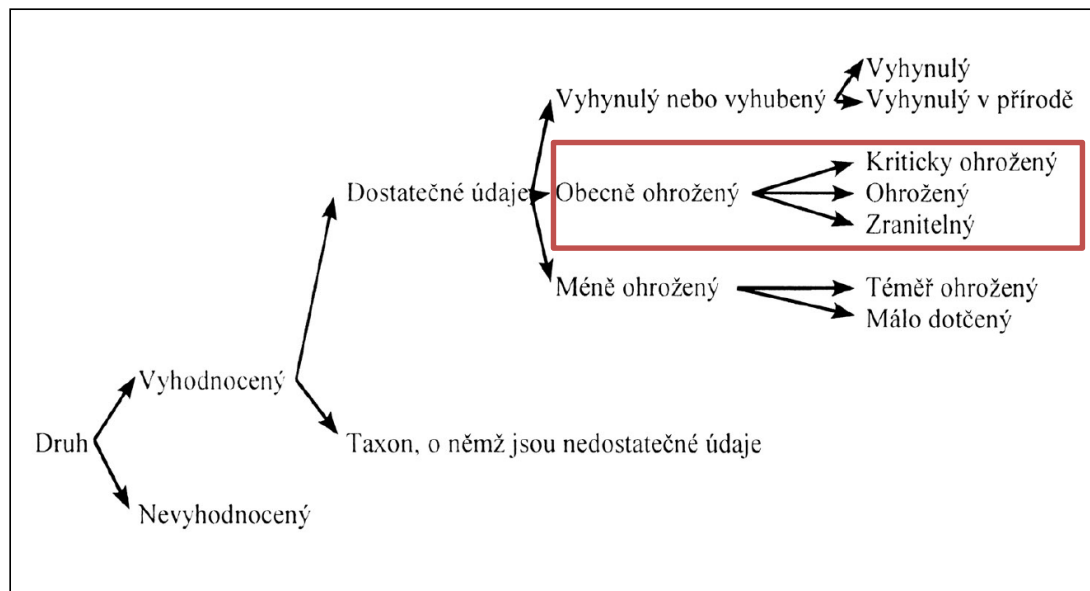 Vyhynulý
Vyhynulý nebo vyhubený
Vyhynulý v přírodě
Kriticky ohrožený
Dostatečné údaje
Obecně ohrožený
Ohrožený
Zranitelný
Méně ohrožený
Téměř ohrožený
Málo dotčený
Vyhodnocený
Druh
Taxon, o němž jsou nedostatečné údaje
Nevyhodnocený